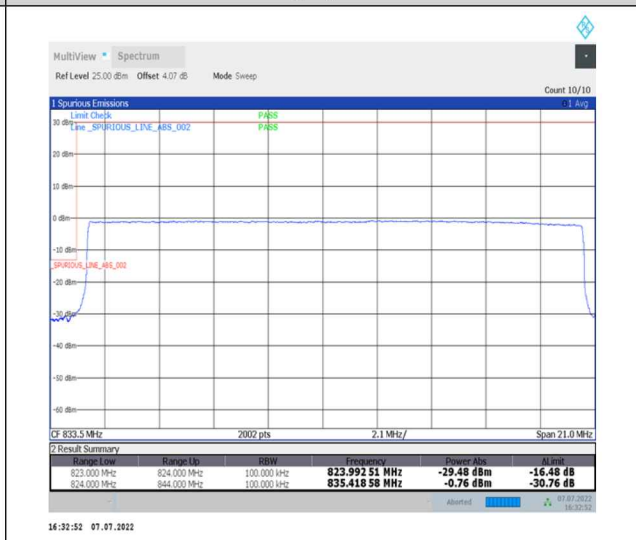 MultiView Spectrum
Ref Level 25.00 dBm Offset 4.07 dB Mode Sweep
Count 10/10
1 Spurious Emissions 1 Avg
Limit Check PASS
Line _SPURIOUS_LINE_ABS_002 PASS
30 dBm
20 dBm
10 dBm
0 dBm
-10 dBm
_SPURIOUS_LINE_ABS_002
-20 dBm
-30 dBm
-40 dBm
-50 dBm
-60 dBm
CF 833.5 MHz 2002 pts 2.1 MHz/ Span 21.0 MHz
2 Result Summary
Range Low Range Up RBW Frequency Power Abs ΔLimit
823.000 MHz 824.000 MHz 100.000 kHz 823.992 51 MHz -29.48 dBm -16.48 dB
824.000 MHz 844.000 MHz 100.000 kHz 835.418 58 MHz -0.76 dBm -30.76 dB
Aborted 07.07.2022
16:32:52
16:32:52 07.07.2022